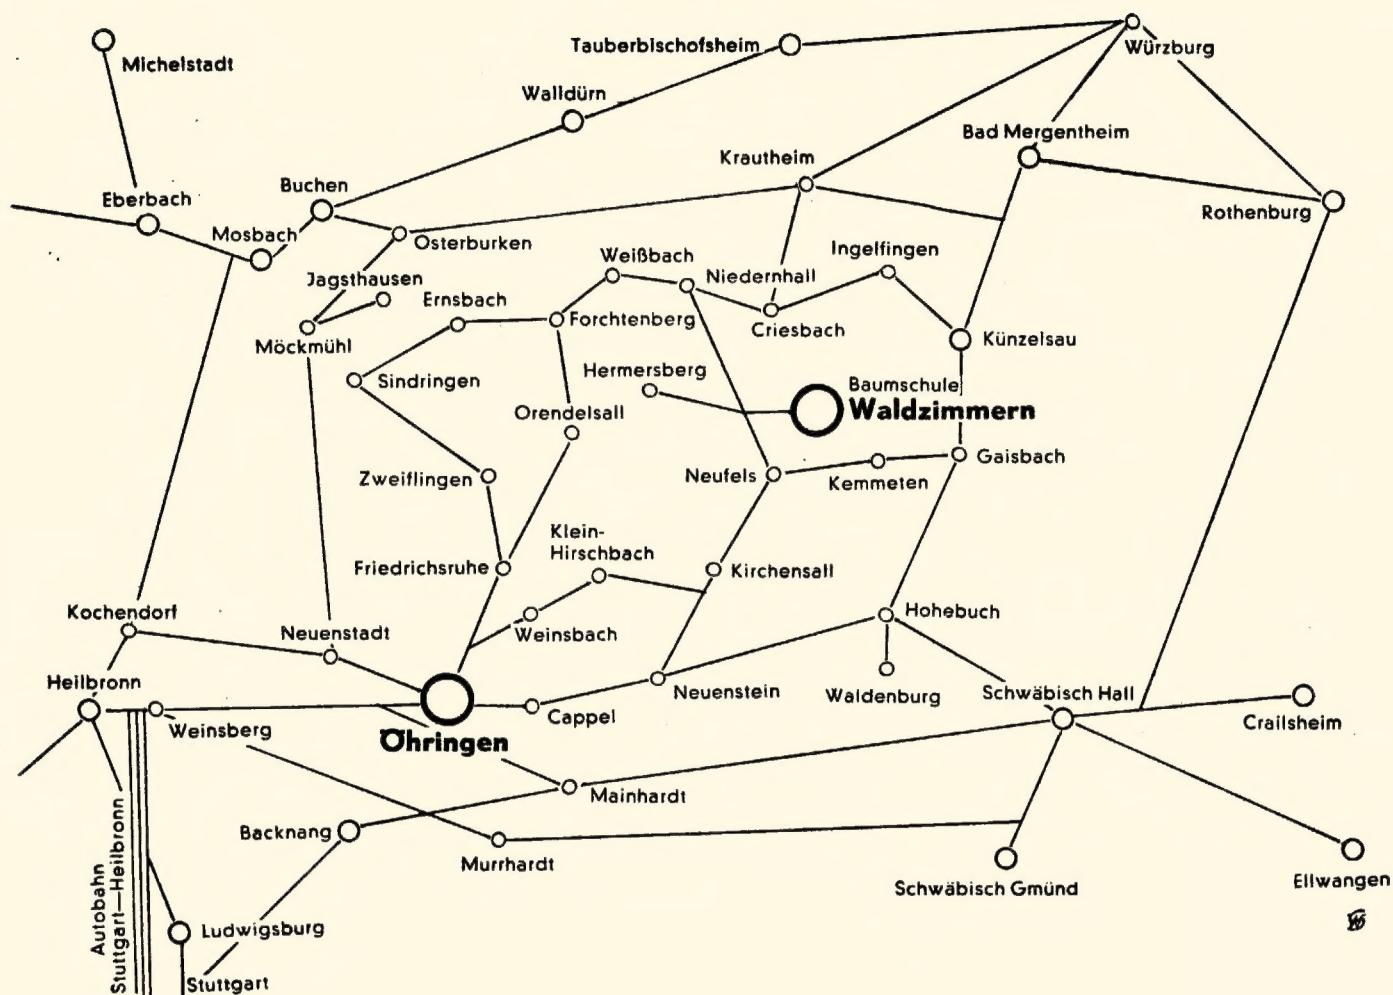 Michelstadt
Tauberbischofsheim
Würzburg
Walldürn
Bad Mergentheim
Krautheim
Buchen
Eberbach
Rothenburg
Mosbach
Osterburken
Ingelfingen
Weißbach
Niedernhall
Jagsthausen
Ernsbach
Forchtenberg
Criesbach
Künzelsau
Möckmühl
Hermersberg
Sindringen
Baumschule
Waldzimmern
Orendelsall
Gaisbach
Zweiflingen
Neufels
Kemmeten
Klein-
Hirschbach
Friedrichsruhe
Kirchensall
Kochendorf
Hohebuch
Neuenstadt
Weinsbach
Heilbronn
Neuenstein
Waldenburg
Schwäbisch Hall
Cappel
Crailsheim
Weinsberg
Öhringen
Mainhardt
Backnang
Murrhardt
Schwäbisch Gmünd
Ellwangen
Autobahn
Stuttgart—Heilbronn
Ludwigsburg
Stuttgart